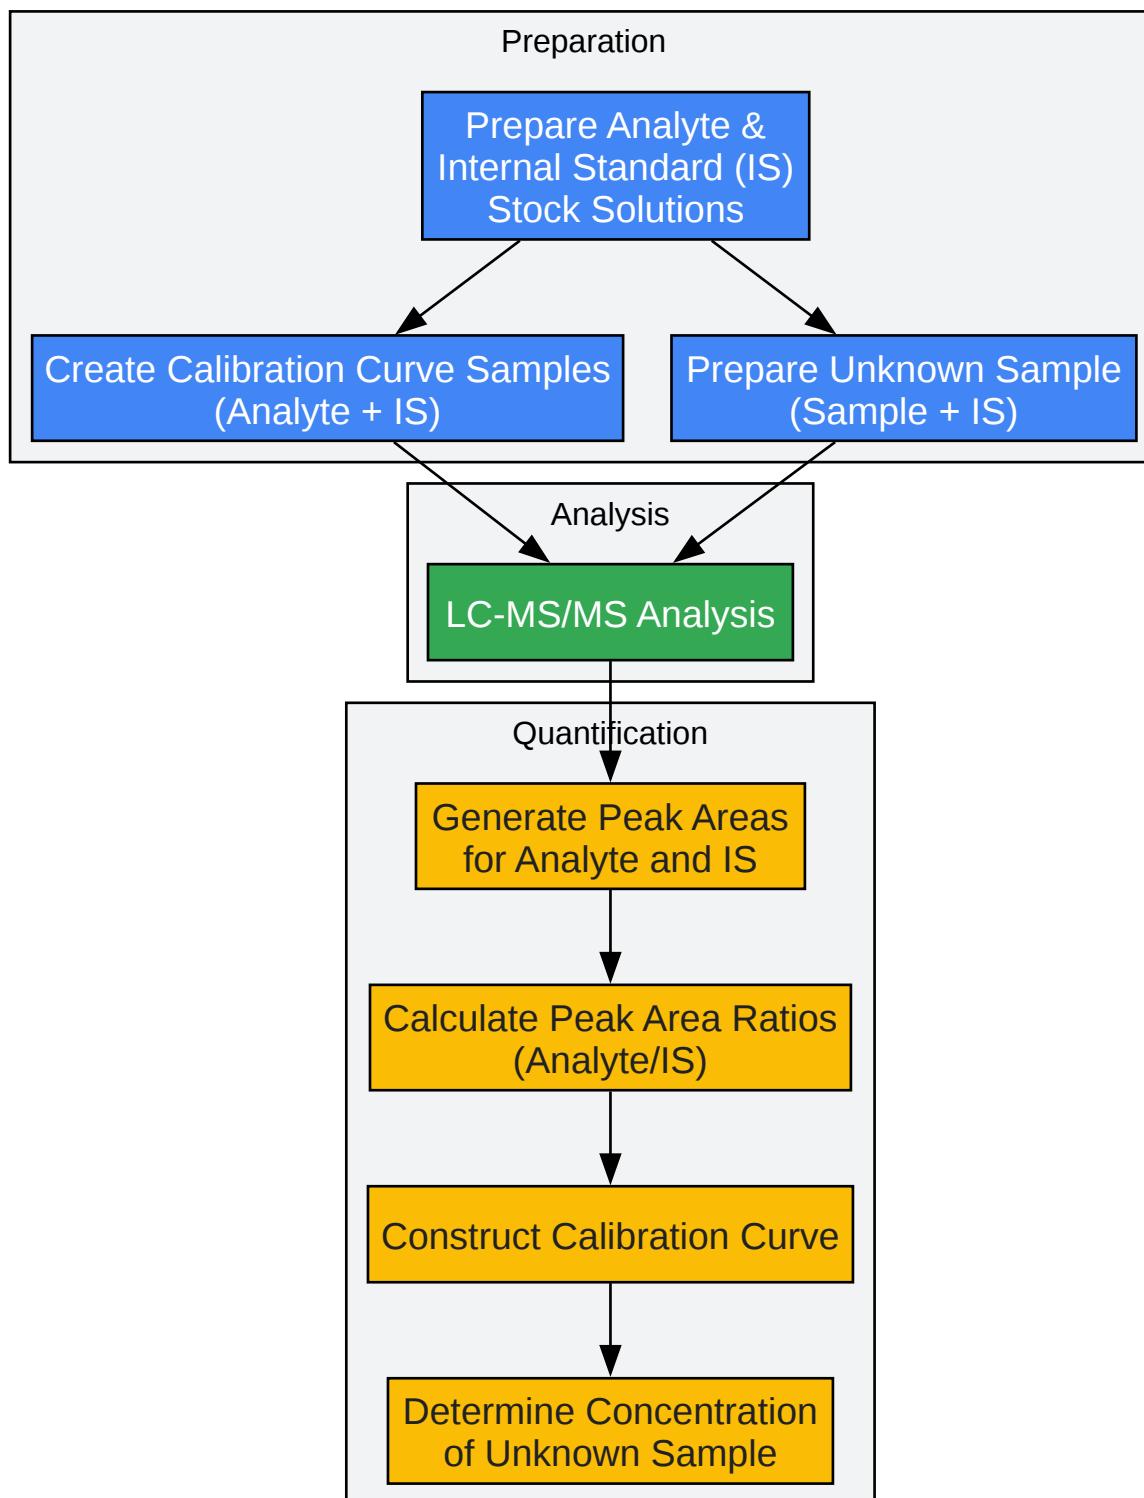 Preparation
Prepare Analyte &
Internal Standard (IS)
Stock Solutions
Create Calibration Curve Samples
(Analyte + IS)
Prepare Unknown Sample
(Sample + IS)
Analysis
LC-MS/MS Analysis
Quantification
Generate Peak Areas
for Analyte and IS
Calculate Peak Area Ratios
(Analyte/IS)
Construct Calibration Curve
Determine Concentration
of Unknown Sample